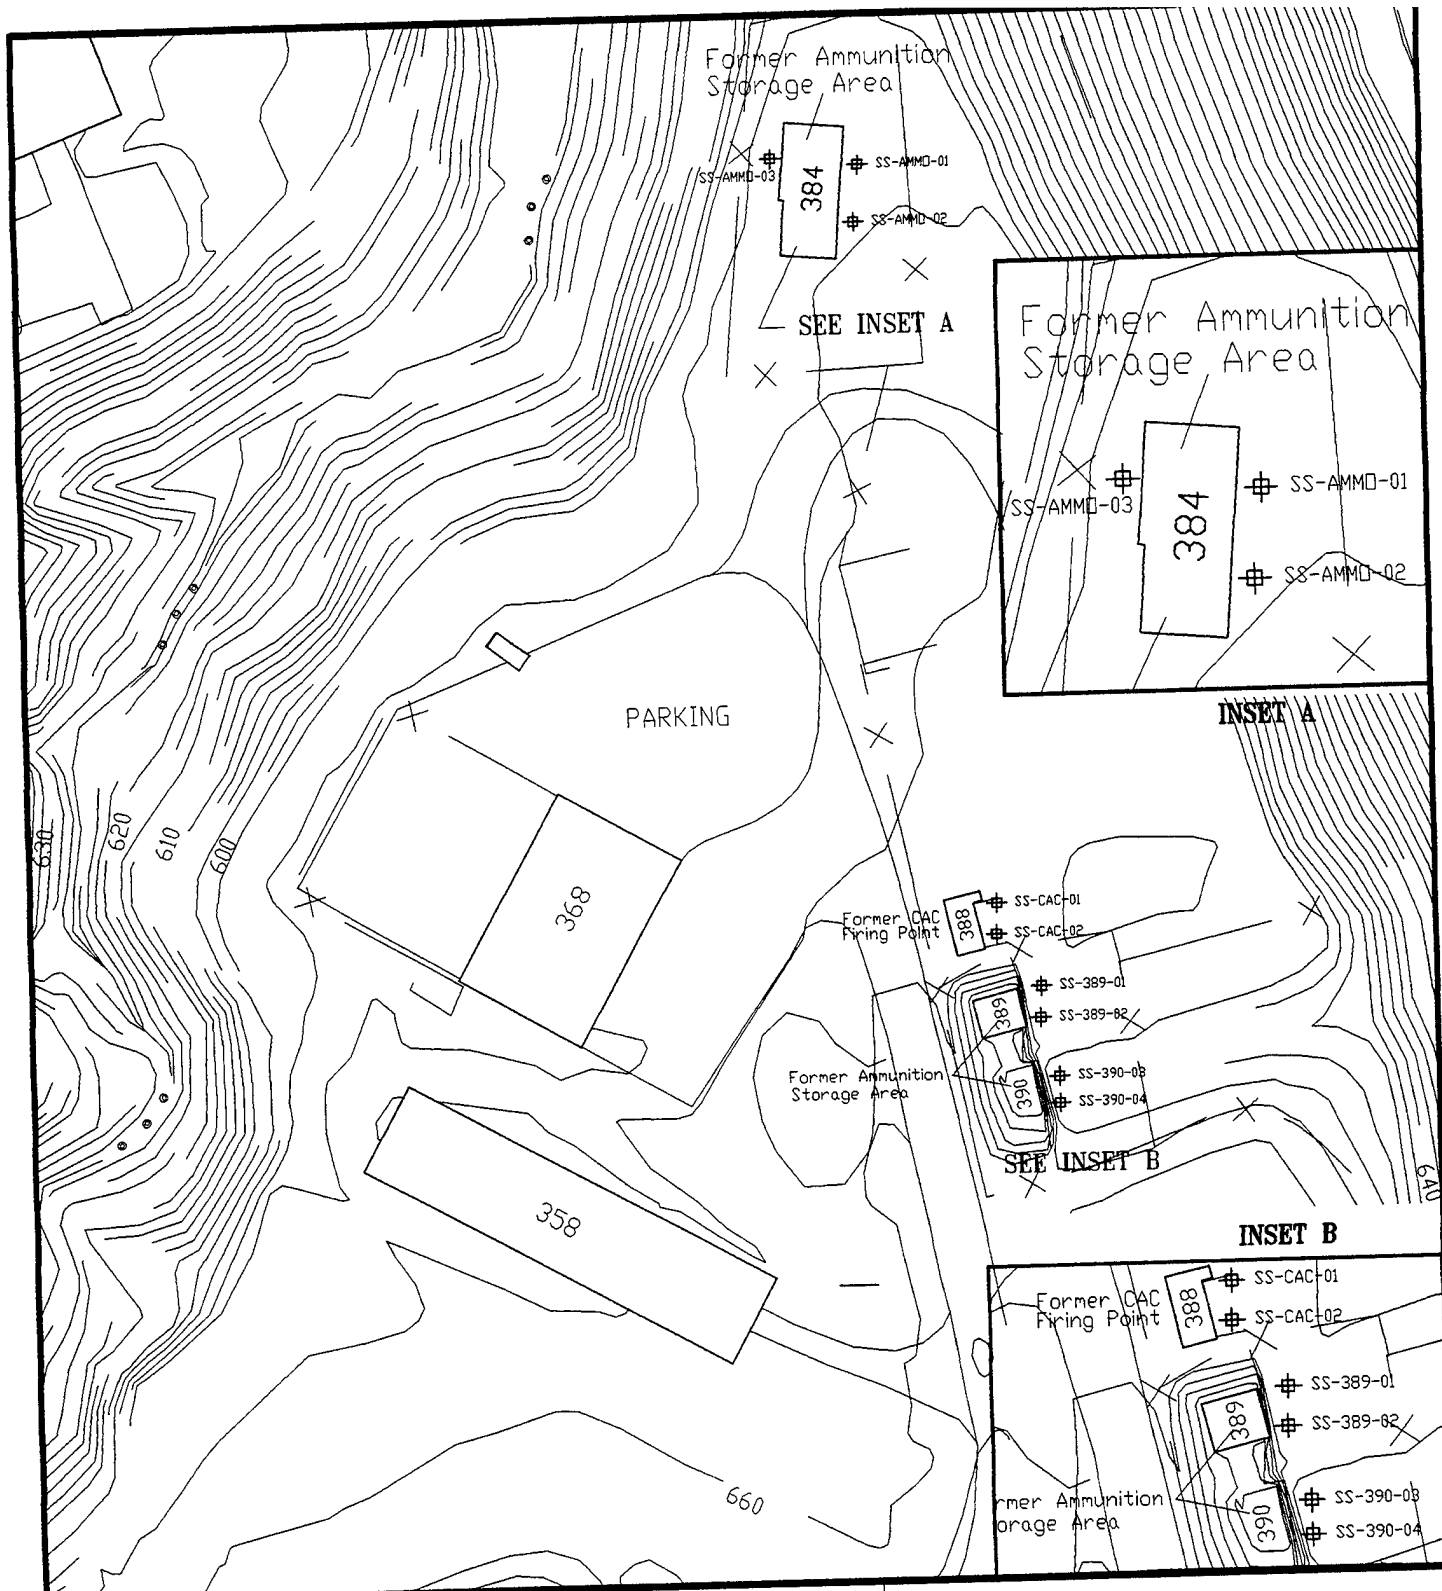 Former Ammunition
Storage Area
384
SS-AMMO-01
SS-AMMO-03
SS-AMMO-02
SEE INSET A
Former Ammunition
Storage Area
384
SS-AMMO-01
SS-AMMO-03
SS-AMMO-02
INSET A
PARKING
630
620
610
600
368
Former CAC
Firing Point
388
SS-CAC-01
SS-CAC-02
389
SS-389-01
SS-389-02
Former Ammunition
Storage Area
390
SS-390-03
SS-390-04
SEE INSET B
640
358
INSET B
Former CAC
Firing Point
388
SS-CAC-01
SS-CAC-02
389
SS-389-01
SS-389-02
rmer Ammunition
orage Area
390
SS-390-03
SS-390-04
660